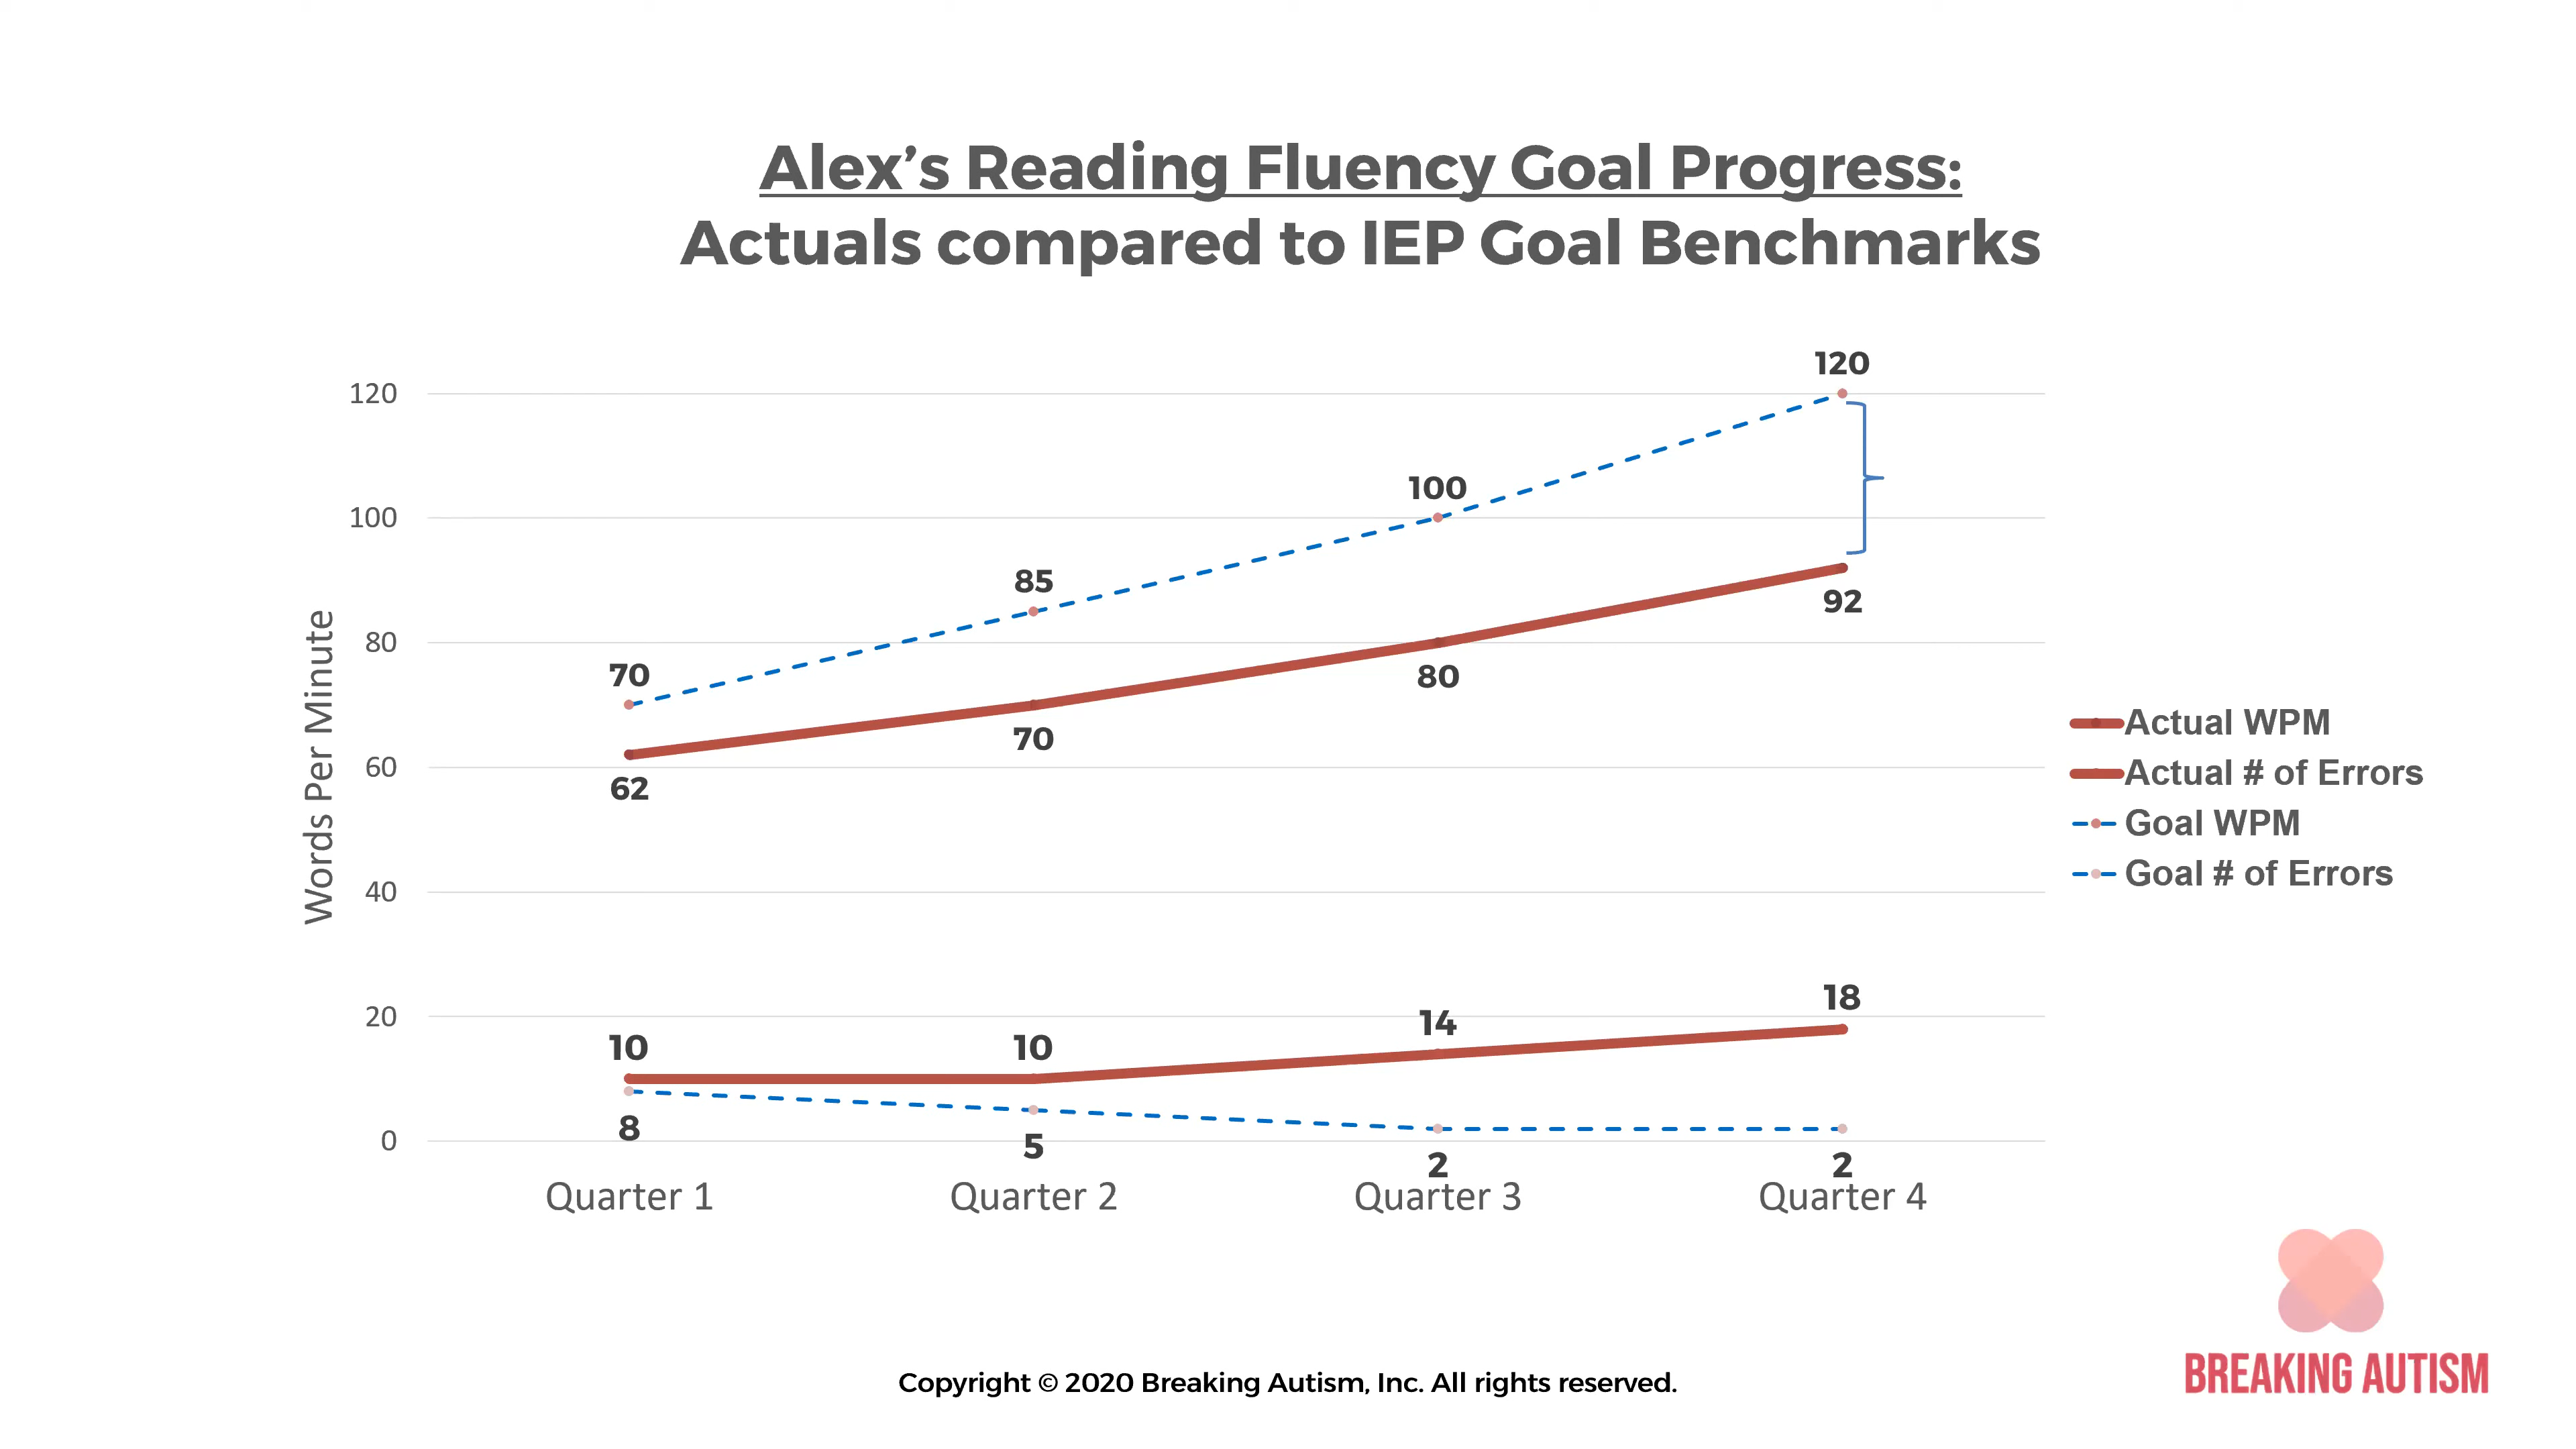 Alex’s Reading Fluency Goal Progress:
Actuals compared to IEP Goal Benchmarks
120
120
100
100
85
92
Words Per Minute
80
70
80
70
62
60
Actual WPM
Actual # of Errors
Goal WPM
Goal # of Errors
40
20
18
14
10
10
8
5
2
2
0
Quarter 1 Quarter 2 Quarter 3 Quarter 4
Copyright © 2020 Breaking Autism, Inc. All rights reserved.
BREAKING AUTISM